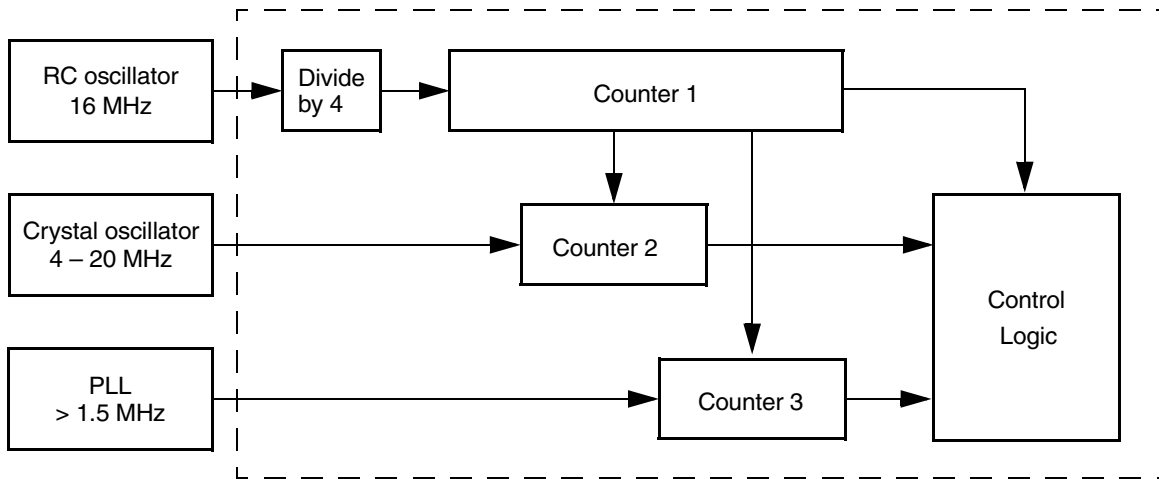 RC oscillator
16 MHz
Divide
by 4
Counter 1
Crystal oscillator
4 – 20 MHz
Counter 2
Control
Logic
PLL
> 1.5 MHz
Counter 3